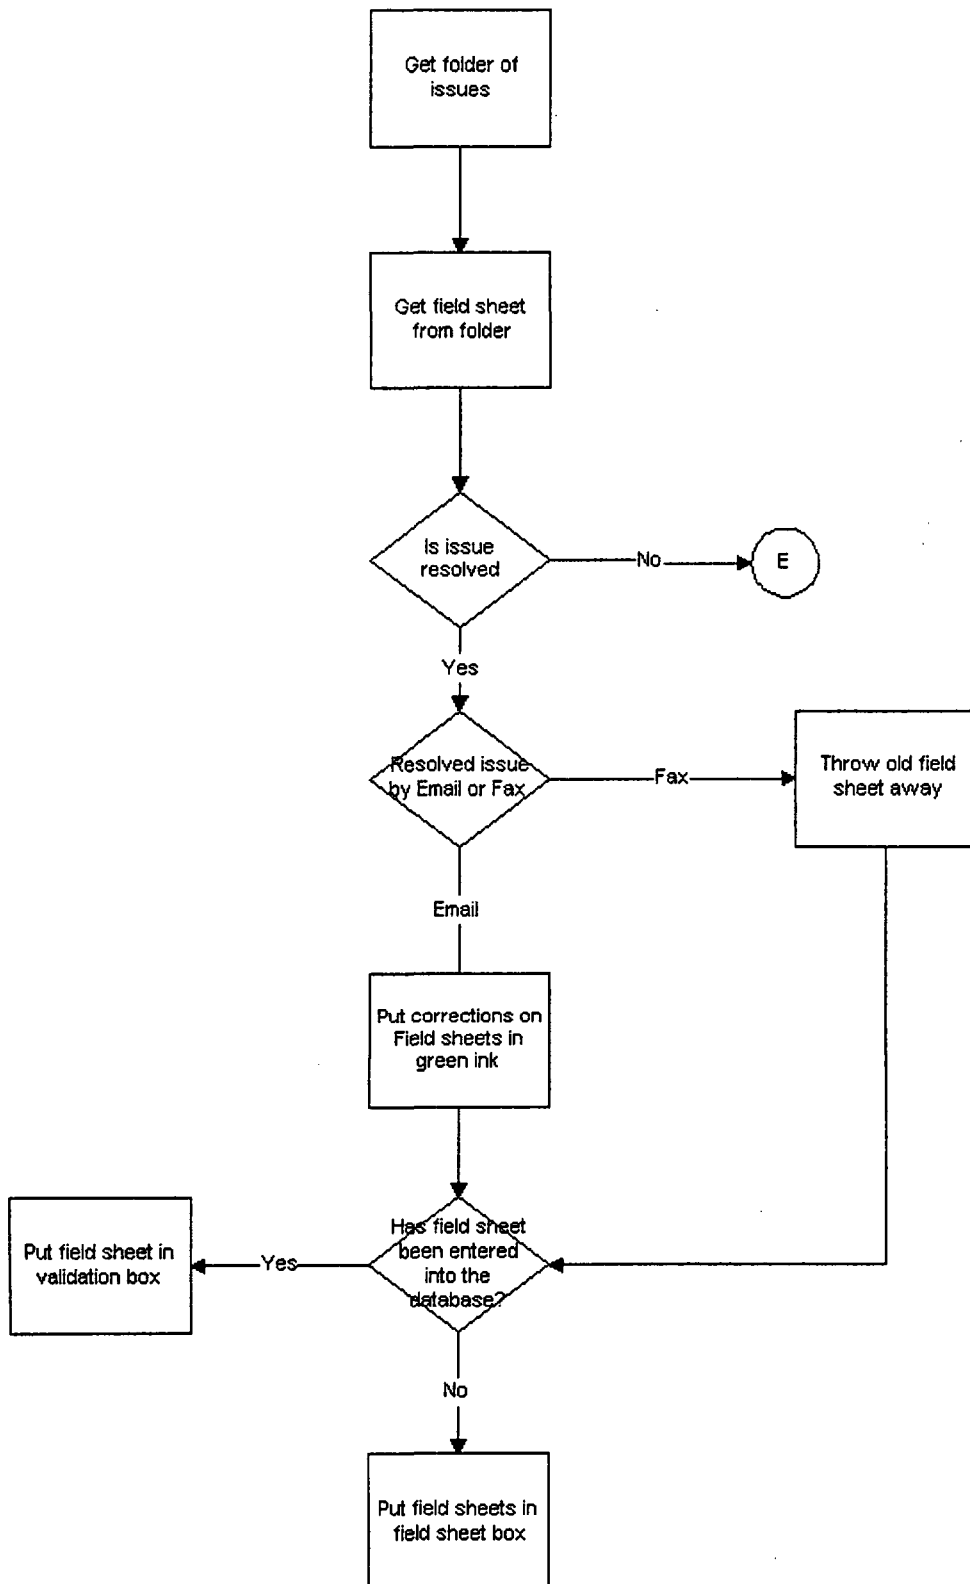 Get folder of
issues
Get field sheet
from folder
Is issue
resolved
No
E
Yes
Resolved issue
by Email or Fax
Fax
Throw old field
sheet away
Email
Put corrections on
Field sheets in
green ink
Has field sheet
been entered
into the
database?
Yes
Put field sheet in
validation box
No
Put field sheets in
field sheet box